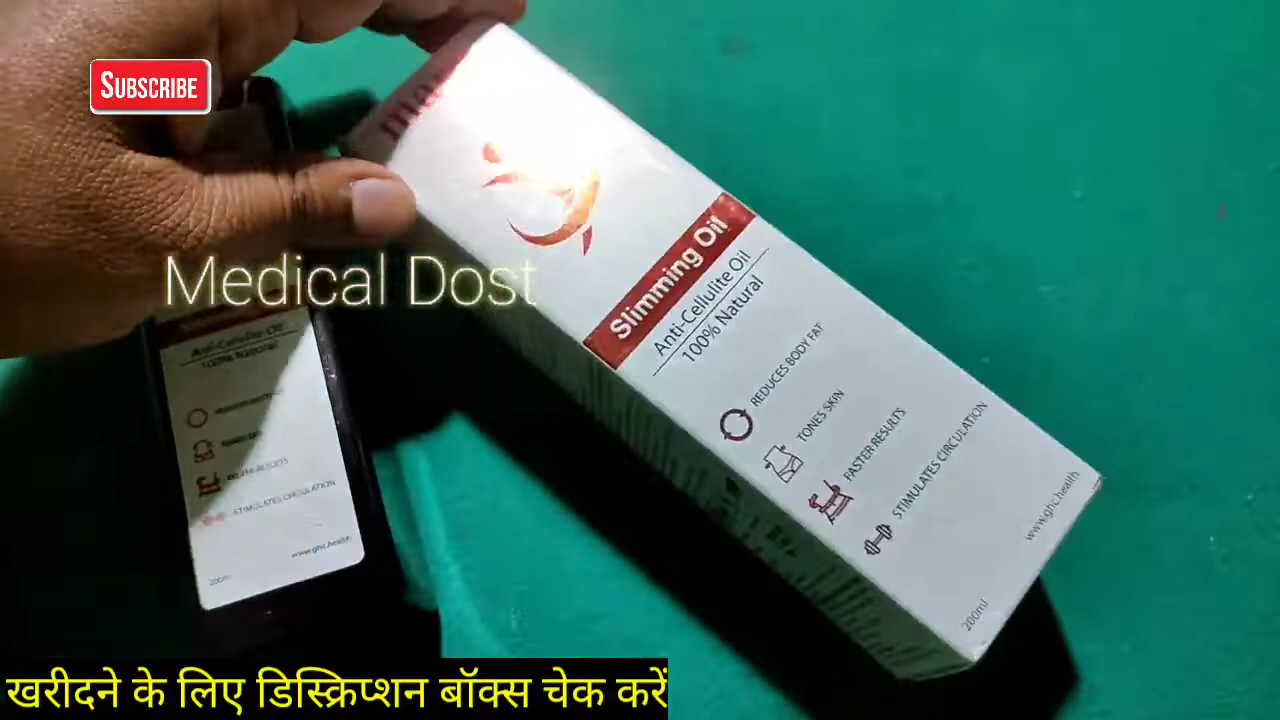 SUBSCRIBE
Medical Dost
Slimming Oil
Anti-Cellulite Oil
100% Natural
REDUCES BODY FAT
TONES SKIN
FASTER RESULTS
STIMULATES CIRCULATION
www.ghc.health
200ml
Anti-Cellulite Oil
100% Natural
STIMULATES CIRCULATION
www.ghc.health
200ml
खरीदने के लिए डिस्क्रिप्शन बॉक्स चेक करें